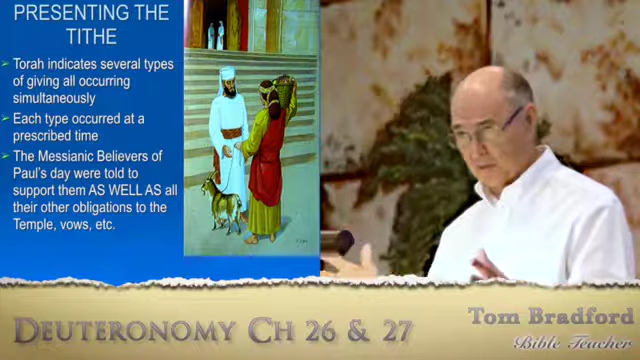 PRESENTING THE
TITHE
Torah indicates several types
of giving all occurring
simultaneously
Each type occurred at a
prescribed time
The Messianic Believers of
Paul's day were told to
support them AS WELL AS all
their other obligations to the
Temple, vows, etc.
DEUTERONOMY CH 26 & 27
Tom Bradford
Bible Teacher